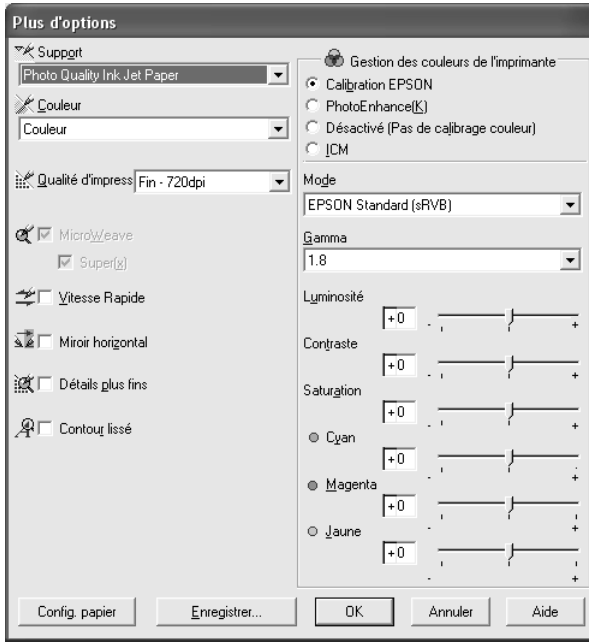 Plus d'options
Support
Photo Quality Ink Jet Paper
Couleur
Couleur
Qualité d'impress
Fin - 720dpi
MicroWeave
Super(x)
Vitesse Rapide
Miroir horizontal
Détails plus fins
Contour lissé
Gestion des couleurs de l'imprimante
Calibration EPSON
PhotoEnhance(K)
Désactivé (Pas de calibrage couleur)
ICM
Mode
EPSON Standard (sRVB)
Gamma
1.8
Luminosité
+0
- +
Contraste
+0
- +
Saturation
+0
- +
Cyan
+0
- +
Magenta
+0
- +
Jaune
+0
- +
Config. papier
Enregistrer...
OK
Annuler
Aide